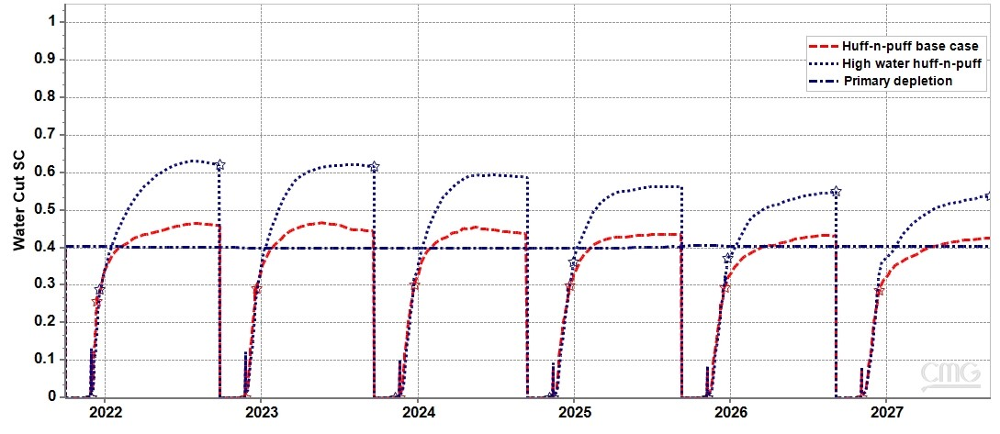 1
0.9
0.8
0.7
0.6
0.5
0.4
0.3
0.2
0.1
0
Water Cut SC
Huff-n-puff base case
High water huff-n-puff
Primary depletion
CMG
2022 2023 2024 2025 2026 2027